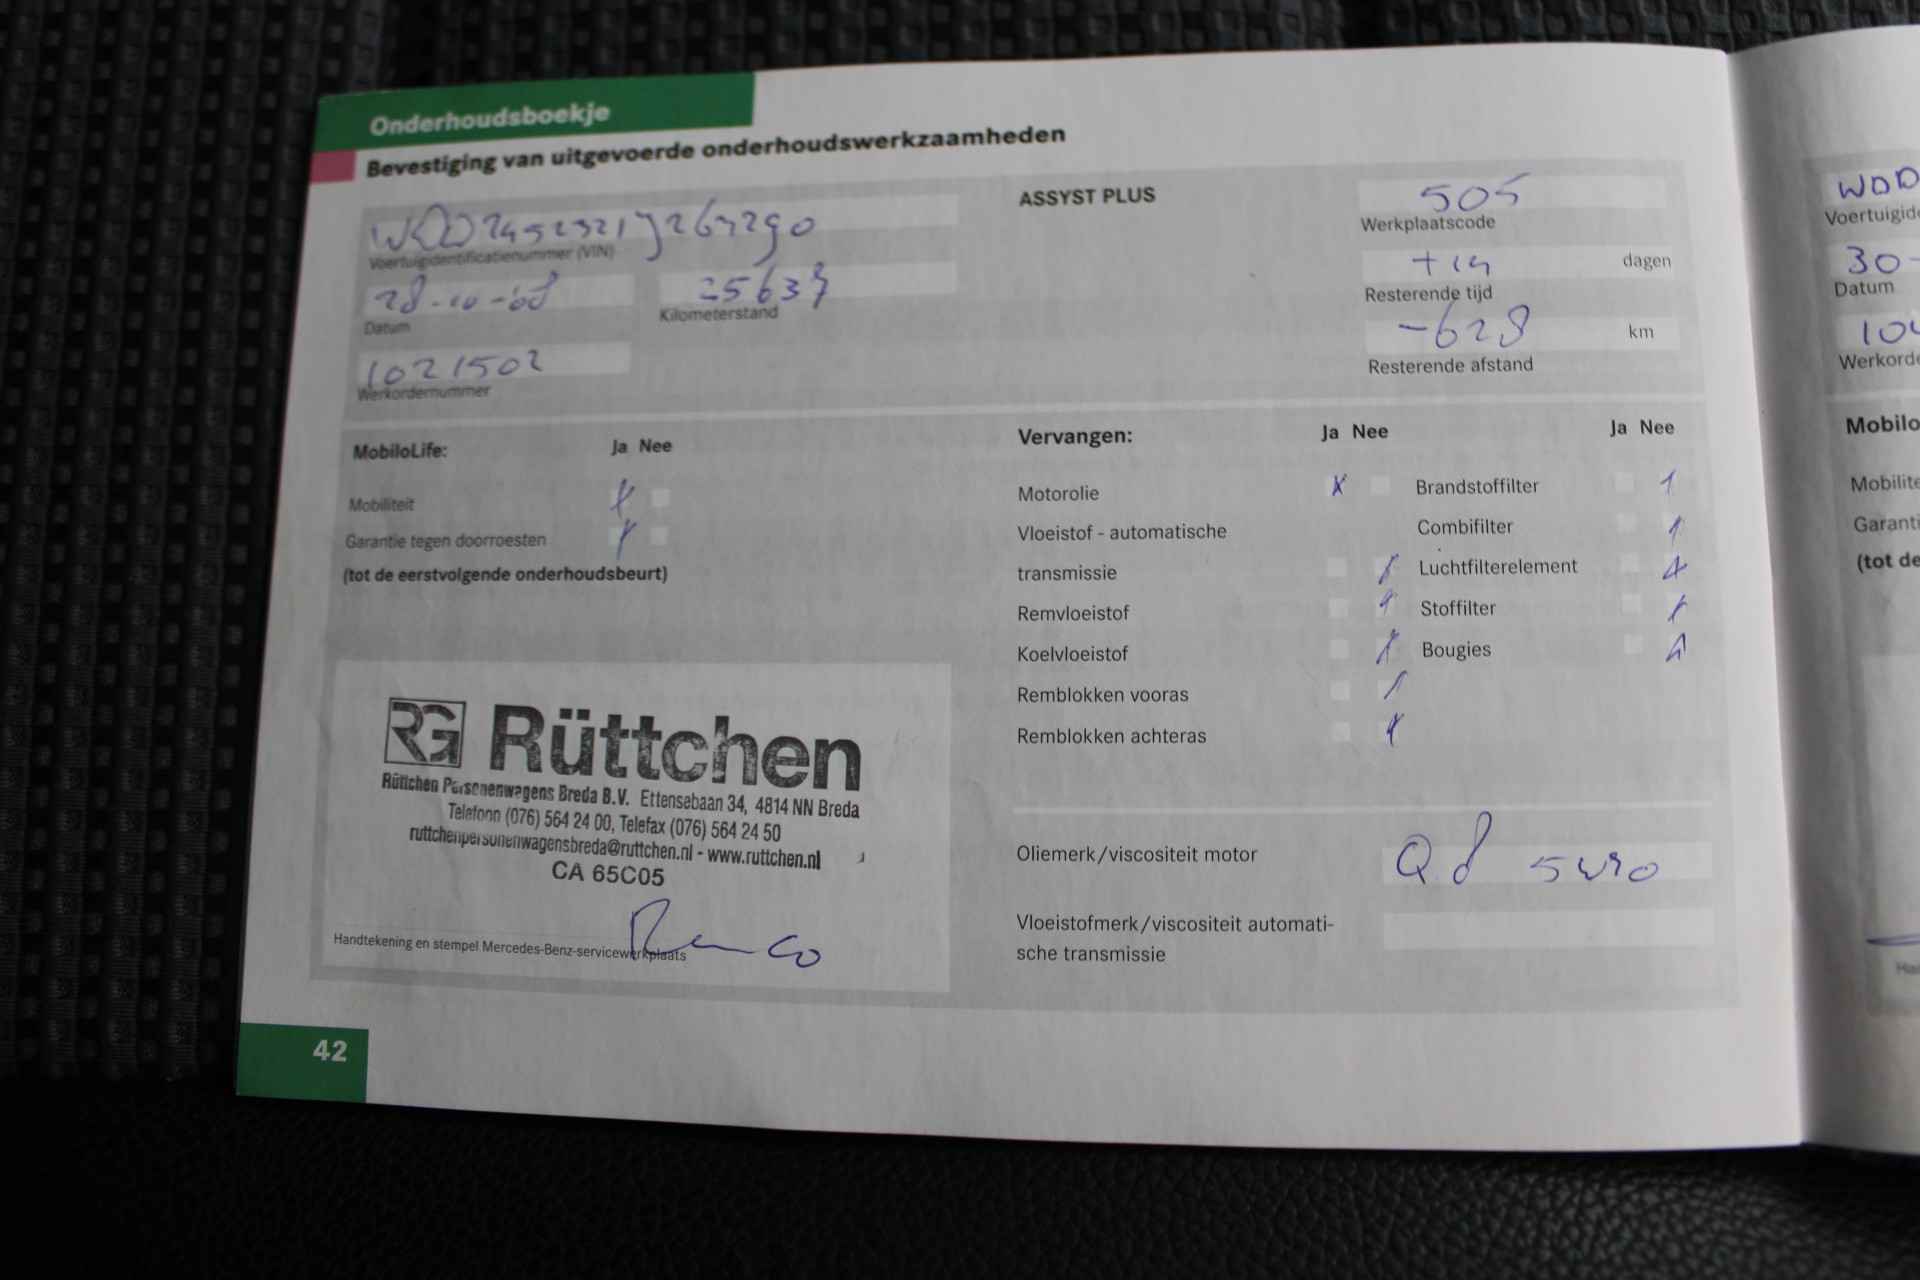 Onderhoudsboekje
Bevestiging van uitgevoerde onderhoudswerkzaamheden
Voertuigidentificatienummer (VIN)
28-10-08
Datum
Kilometerstand
1021502
Werkordernummer
ASSYST PLUS
505
Werkplaatscode
+14 dagen
Resterende tijd
-628 km
Resterende afstand
MobiloLife: Ja Nee
Mobiliteit X
Garantie tegen doorroesten X
(tot de eerstvolgende onderhoudsbeurt)
RG Rüttchen
Rüttchen Personenwagens Breda B.V. Ettensebaan 34, 4814 NN Breda
Telefoon (076) 564 24 00, Telefax (076) 564 24 50
ruttchenpersonenwagensbreda@ruttchen.nl - www.ruttchen.nl
CA 65C05
Handtekening en stempel Mercedes-Benz-servicewerkplaats
Vervangen: Ja Nee Ja Nee
Motorolie X Brandstoffilter
Vloeistof - automatische Combifilter
transmissie Luchtfilterelement
Remvloeistof Stoffilter
Koelvloeistof Bougies
Remblokken vooras
Remblokken achteras
Oliemerk/viscositeit motor Q8 5W30
Vloeistofmerk/viscositeit automati-
sche transmissie
42
WDD
30-
Datum
Mobilo
(tot de